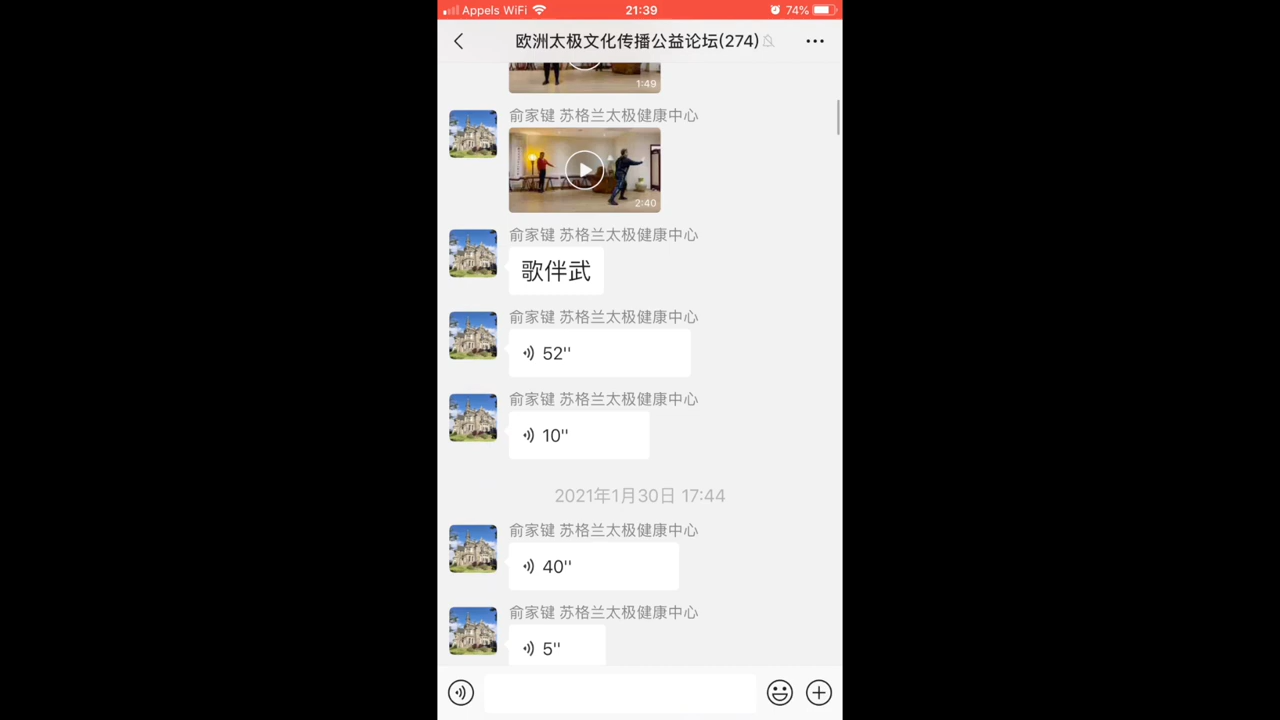 Appels WiFi 21:39 74%
欧洲太极文化传播公益论坛(274)
1:49
俞家键 苏格兰太极健康中心
2:40
俞家键 苏格兰太极健康中心
歌伴武
俞家键 苏格兰太极健康中心
52''
俞家键 苏格兰太极健康中心
10''
2021年1月30日 17:44
俞家键 苏格兰太极健康中心
40''
俞家键 苏格兰太极健康中心
5''